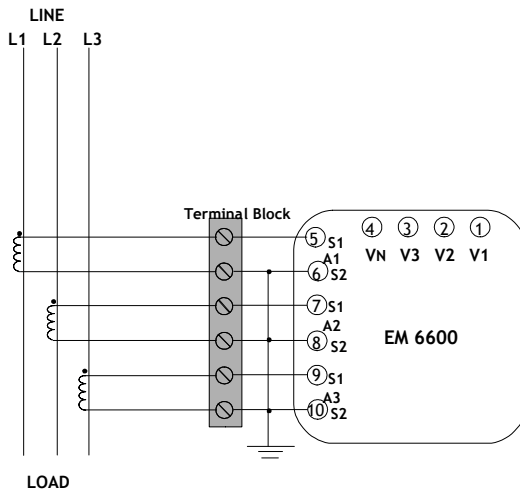 LINE
L1 L2 L3
Terminal Block
5 S1 4 3 2 1
A1 VN V3 V2 V1
6 S2
7 S1
A2
8 S2 EM 6600
9 S1
A3
10 S2
LOAD